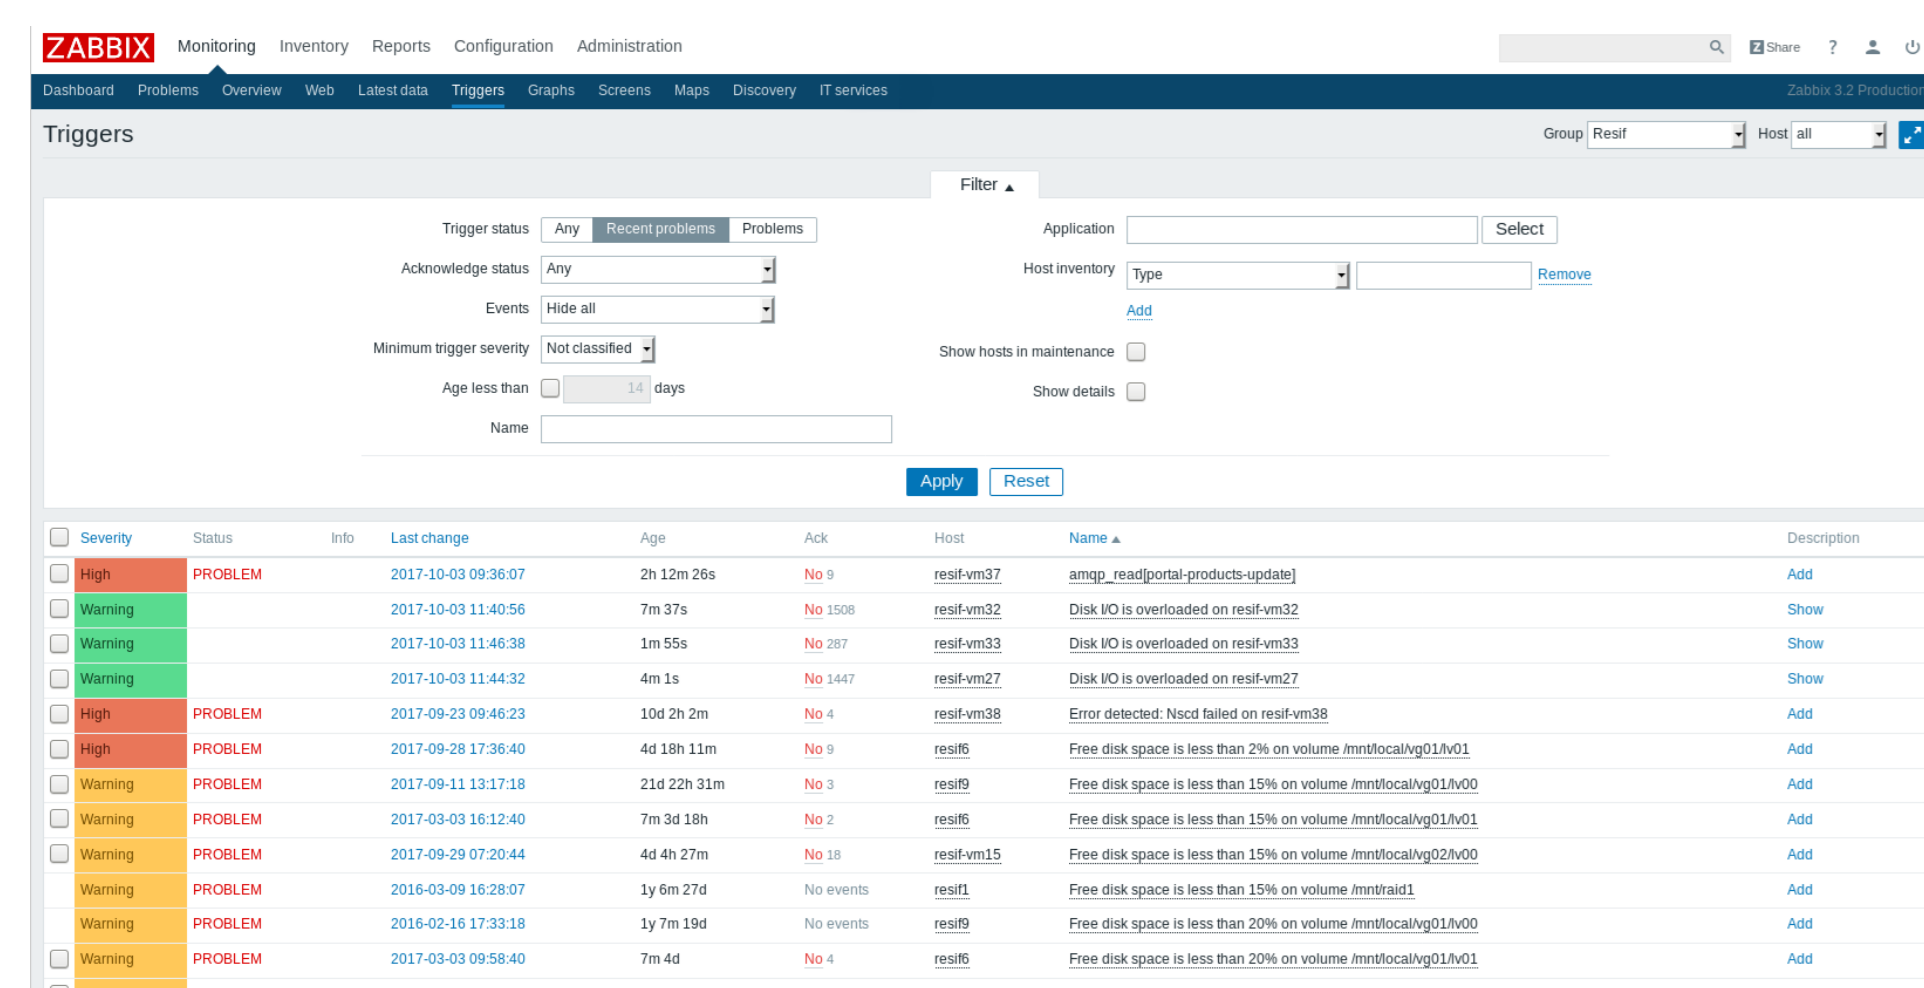 ZABBIX Monitoring Inventory Reports Configuration Administration Z Share ?
Dashboard Problems Overview Web Latest data Triggers Graphs Screens Maps Discovery IT services Zabbix 3.2 Production
Triggers Group Resif Host all
Filter
Trigger status Any Recent problems Problems Application Select
Acknowledge status Any Host inventory Type Remove
Events Hide all Add
Minimum trigger severity Not classified Show hosts in maintenance
Age less than 14 days Show details
Name
Apply Reset
Severity Status Info Last change Age Ack Host Name Description
High PROBLEM 2017-10-03 09:36:07 2h 12m 26s No 9 resif-vm37 amqp_read[portal-products-update] Add
Warning 2017-10-03 11:40:56 7m 37s No 1508 resif-vm32 Disk I/O is overloaded on resif-vm32 Show
Warning 2017-10-03 11:46:38 1m 55s No 287 resif-vm33 Disk I/O is overloaded on resif-vm33 Show
Warning 2017-10-03 11:44:32 4m 1s No 1447 resif-vm27 Disk I/O is overloaded on resif-vm27 Show
High PROBLEM 2017-09-23 09:46:23 10d 2h 2m No 4 resif-vm38 Error detected: Nscd failed on resif-vm38 Add
High PROBLEM 2017-09-28 17:36:40 4d 18h 11m No 9 resif6 Free disk space is less than 2% on volume /mnt/local/vg01/lv01 Add
Warning PROBLEM 2017-09-11 13:17:18 21d 22h 31m No 3 resif9 Free disk space is less than 15% on volume /mnt/local/vg01/lv00 Add
Warning PROBLEM 2017-03-03 16:12:40 7m 3d 18h No 2 resif6 Free disk space is less than 15% on volume /mnt/local/vg01/lv01 Add
Warning PROBLEM 2017-09-29 07:20:44 4d 4h 27m No 18 resif-vm15 Free disk space is less than 15% on volume /mnt/local/vg02/lv00 Add
Warning PROBLEM 2016-03-09 16:28:07 1y 6m 27d No events resif1 Free disk space is less than 15% on volume /mnt/raid1 Add
Warning PROBLEM 2016-02-16 17:33:18 1y 7m 19d No events resif9 Free disk space is less than 20% on volume /mnt/local/vg01/lv00 Add
Warning PROBLEM 2017-03-03 09:58:40 7m 4d No 4 resif6 Free disk space is less than 20% on volume /mnt/local/vg01/lv01 Add